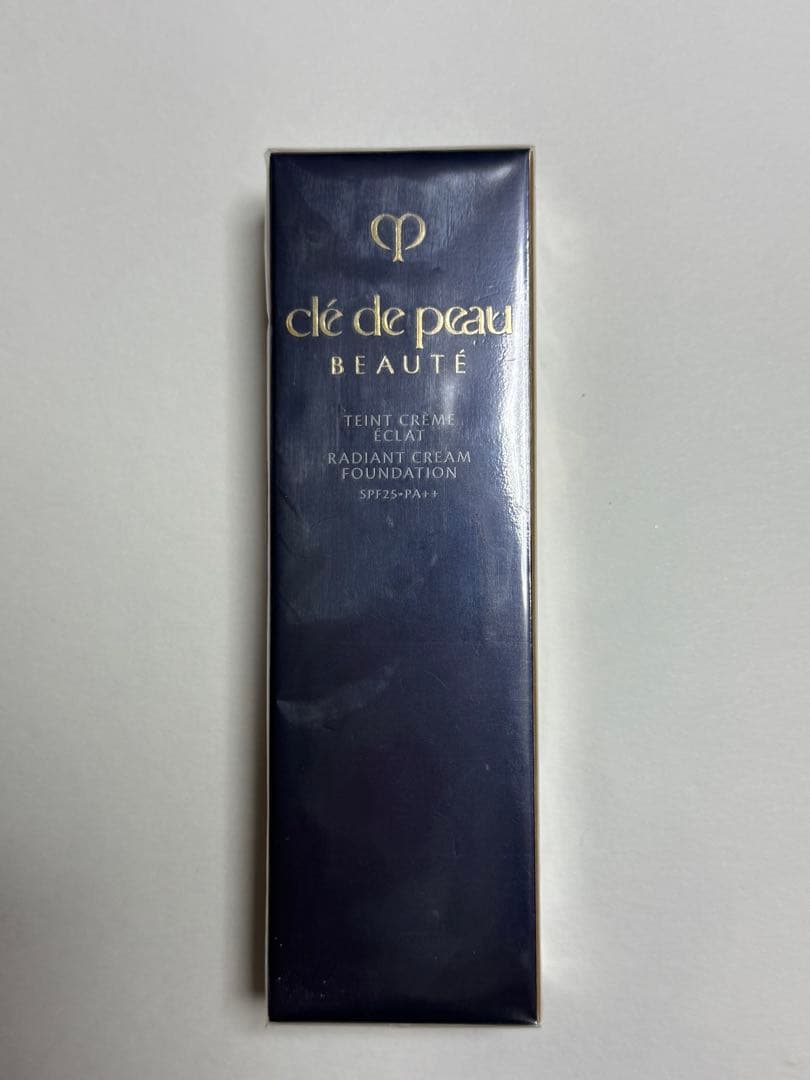 clé de peau
BEAUTÉ
TEINT CRÈME
ÉCLAT
RADIANT CREAM
FOUNDATION
SPF25・PA++